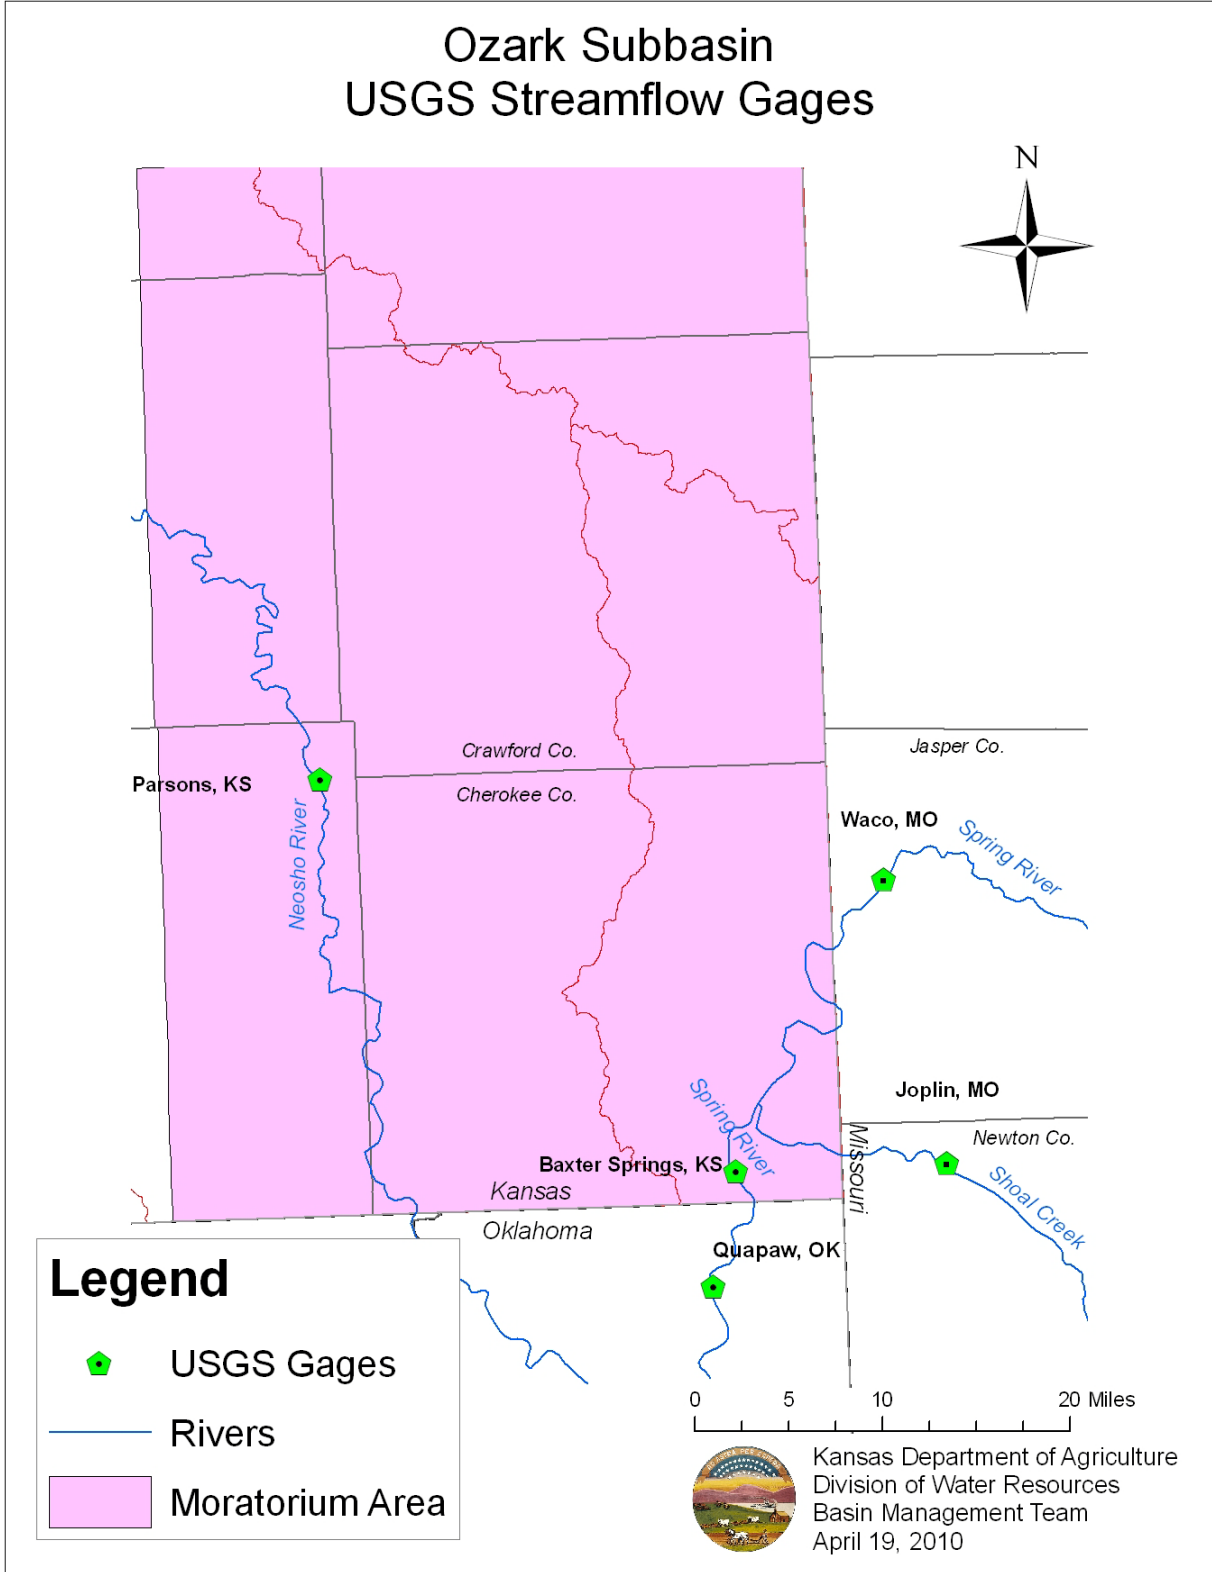 Ozark Subbasin
USGS Streamflow Gages
N
Crawford Co.
Jasper Co.
Parsons, KS
Cherokee Co.
Waco, MO
Spring River
Neosho River
Joplin, MO
Spring River
Missouri
Newton Co.
Baxter Springs, KS
Kansas
Shoal Creek
Oklahoma
Quapaw, OK
Legend
USGS Gages
Rivers
Moratorium Area
0 5 10 20 Miles
Kansas Department of Agriculture
Division of Water Resources
Basin Management Team
April 19, 2010